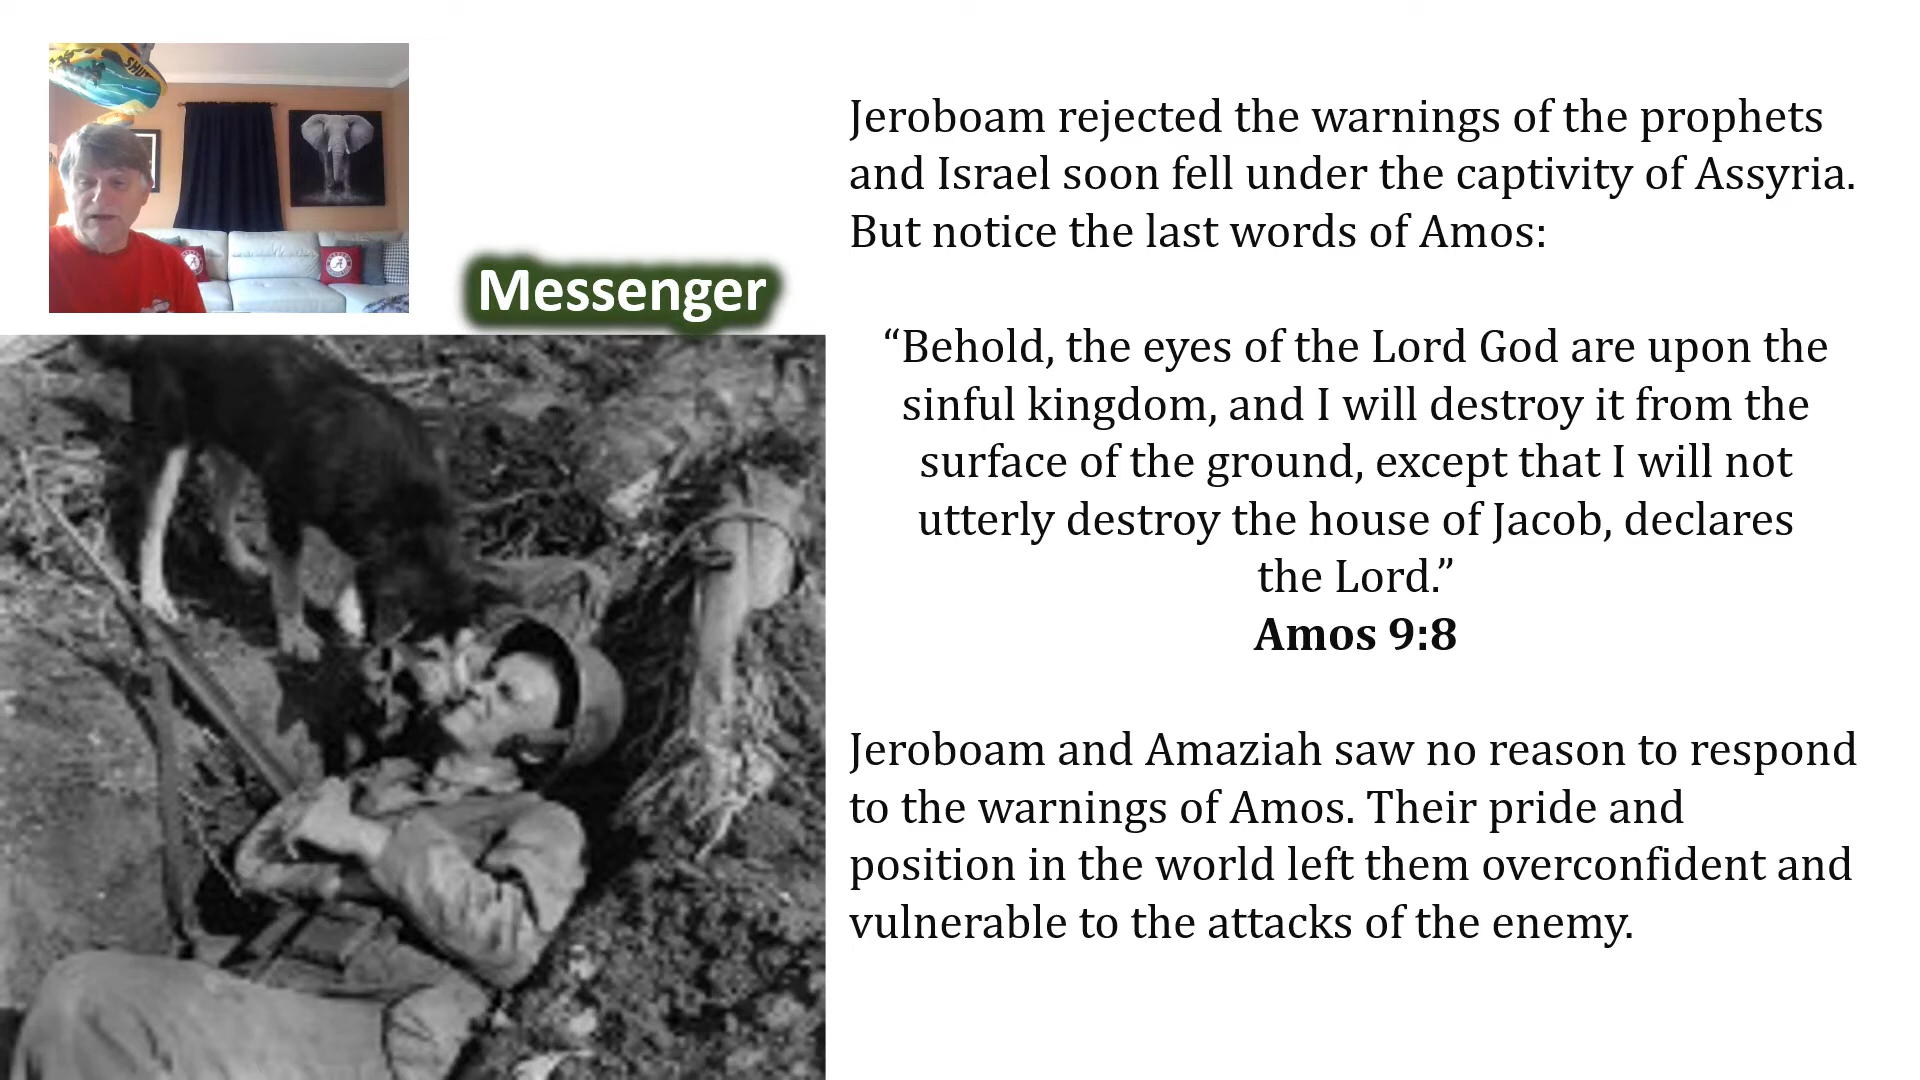 SHUT
Messenger
Jeroboam rejected the warnings of the prophets
and Israel soon fell under the captivity of Assyria.
But notice the last words of Amos:
“Behold, the eyes of the Lord God are upon the
sinful kingdom, and I will destroy it from the
surface of the ground, except that I will not
utterly destroy the house of Jacob, declares
the Lord.”
Amos 9:8
Jeroboam and Amaziah saw no reason to respond
to the warnings of Amos. Their pride and
position in the world left them overconfident and
vulnerable to the attacks of the enemy.